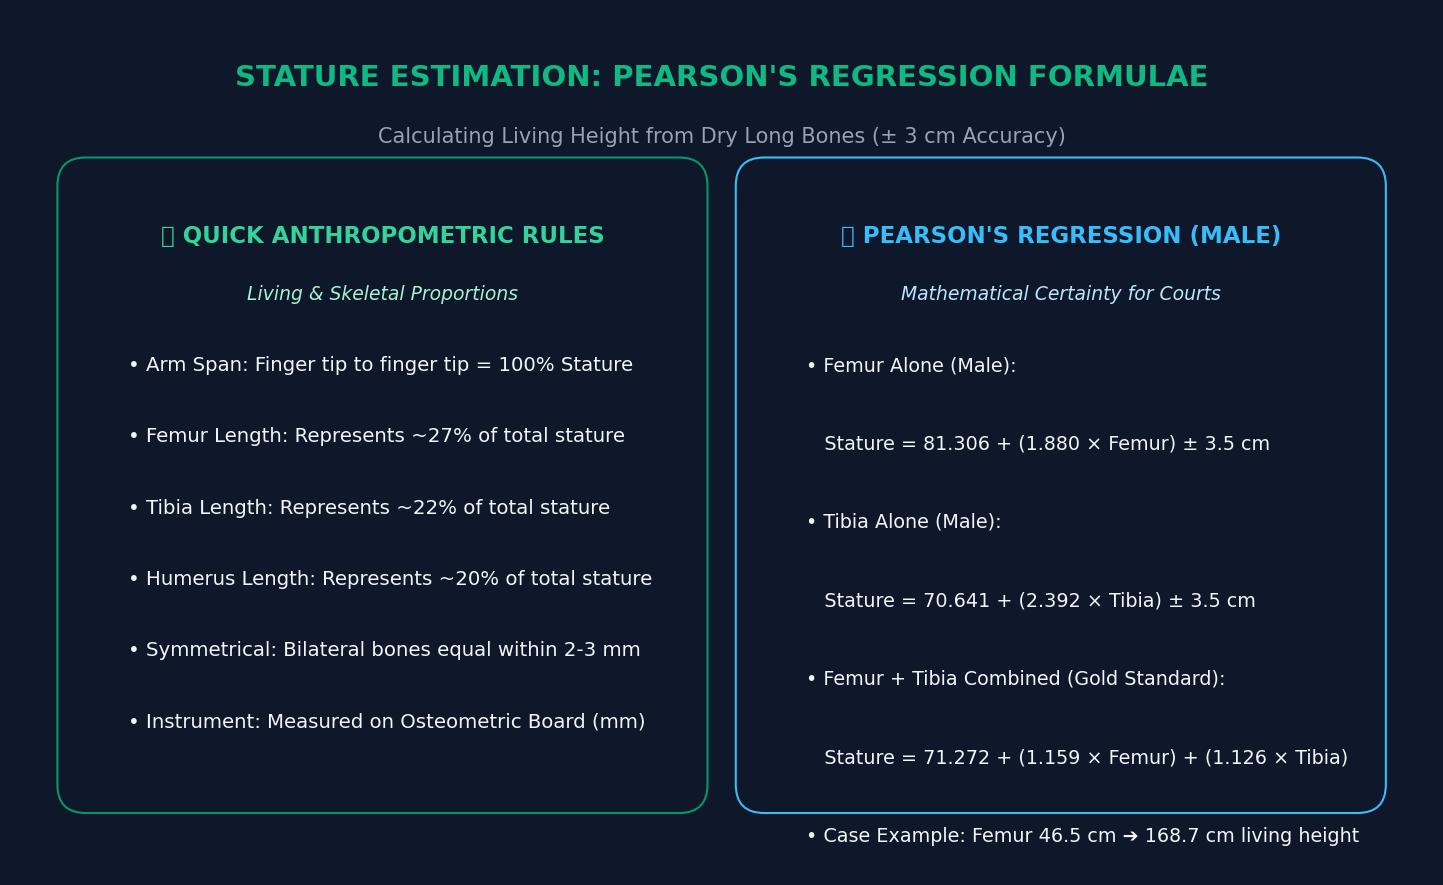 STATURE ESTIMATION: PEARSON'S REGRESSION FORMULAE
Calculating Living Height from Dry Long Bones (± 3 cm Accuracy)
QUICK ANTHROPOMETRIC RULES
Living & Skeletal Proportions
• Arm Span: Finger tip to finger tip = 100% Stature
• Femur Length: Represents ~27% of total stature
• Tibia Length: Represents ~22% of total stature
• Humerus Length: Represents ~20% of total stature
• Symmetrical: Bilateral bones equal within 2-3 mm
• Instrument: Measured on Osteometric Board (mm)
PEARSON'S REGRESSION (MALE)
Mathematical Certainty for Courts
• Femur Alone (Male):
Stature = 81.306 + (1.880 × Femur) ± 3.5 cm
• Tibia Alone (Male):
Stature = 70.641 + (2.392 × Tibia) ± 3.5 cm
• Femur + Tibia Combined (Gold Standard):
Stature = 71.272 + (1.159 × Femur) + (1.126 × Tibia)
• Case Example: Femur 46.5 cm ➔ 168.7 cm living height